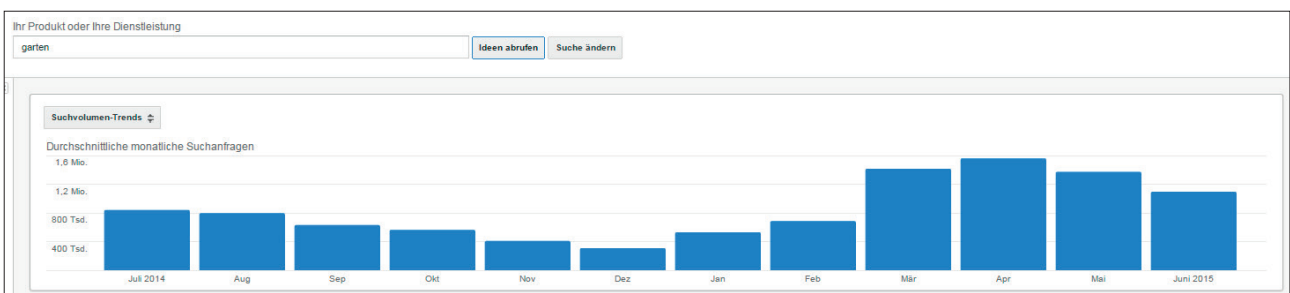 Ihr Produkt oder Ihre Dienstleistung
garten
Ideen abrufen
Suche ändern
Suchvolumen-Trends
Durchschnittliche monatliche Suchanfragen
1,6 Mio.
1,2 Mio.
800 Tsd.
400 Tsd.
Juli 2014 Aug Sep Okt Nov Dez Jan Feb Mär Apr Mai Juni 2015